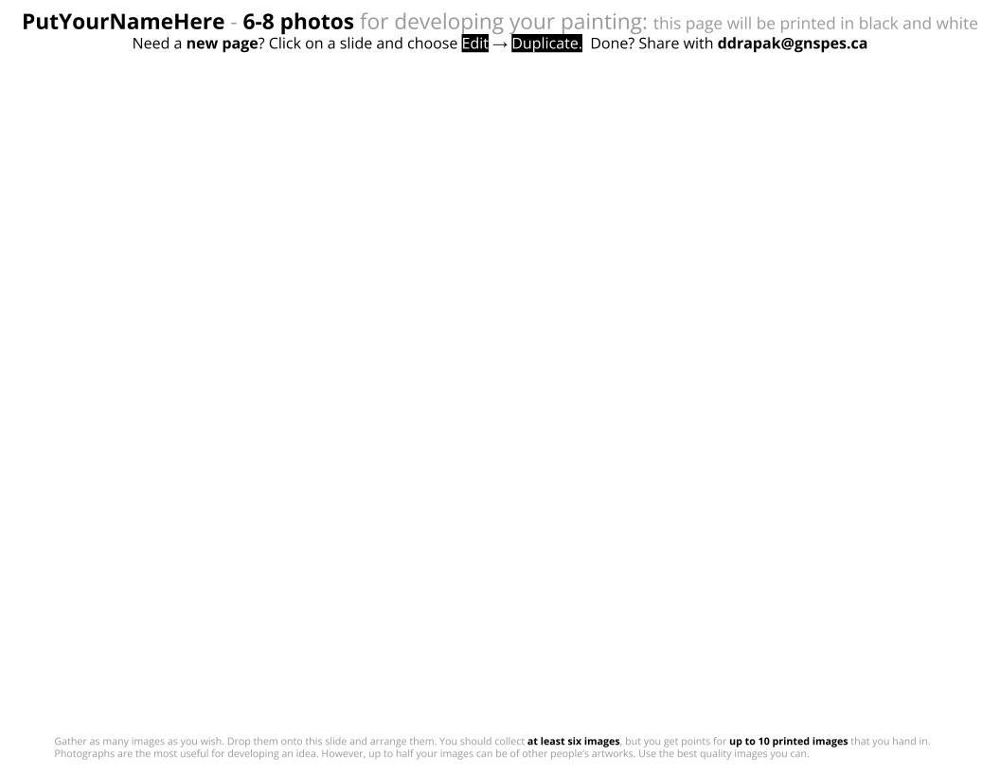 PutYourNameHere - 6-8 photos for developing your painting: this page will be printed in black and white
Need a new page? Click on a slide and choose Edit → Duplicate. Done? Share with ddrapak@gnspes.ca
Gather as many images as you wish. Drop them onto this slide and arrange them. You should collect at least six images, but you get points for up to 10 printed images that you hand in.
Photographs are the most useful for developing an idea. However, up to half your images can be of other people's artworks. Use the best quality images you can.